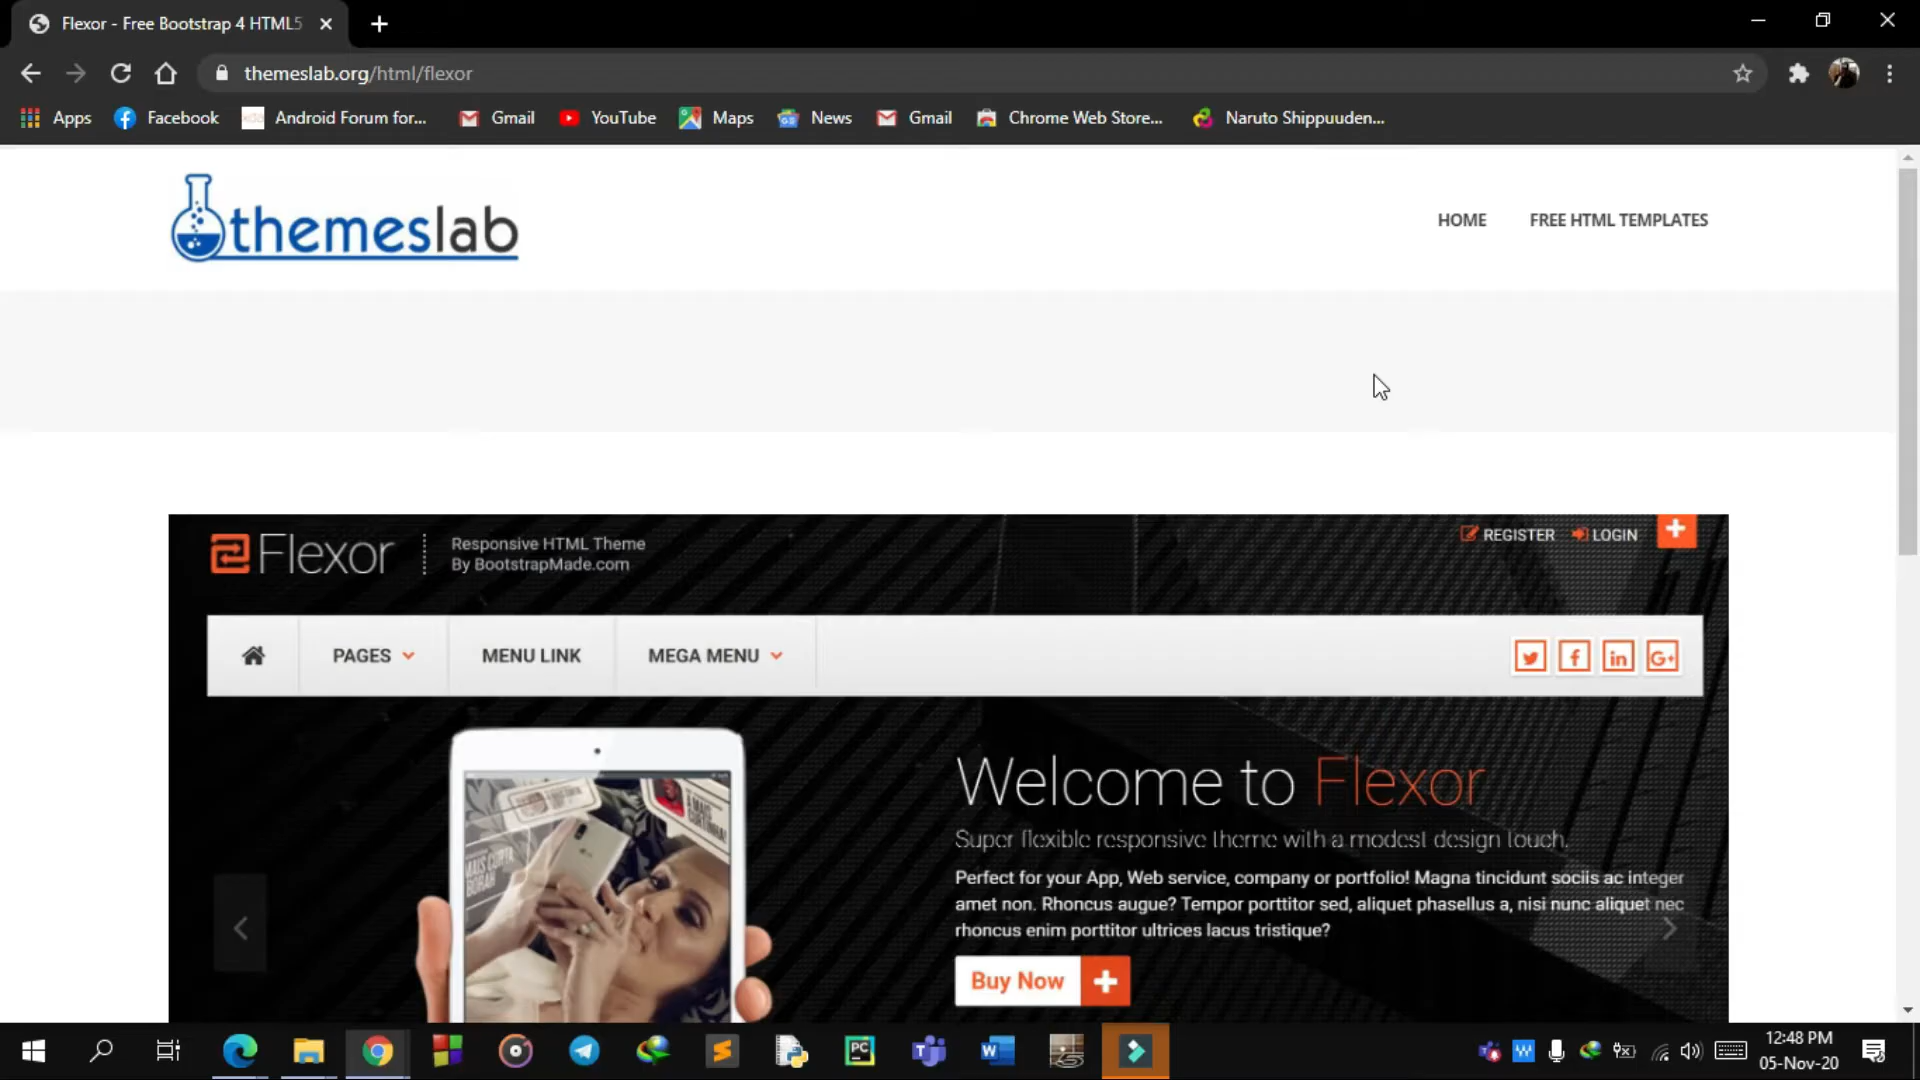 Flexor - Free Bootstrap 4 HTML5
themeslab.org/html/flexor
Apps Facebook Android Forum for... Gmail YouTube Maps News Gmail Chrome Web Store... Naruto Shippuuden...
themeslab
HOME FREE HTML TEMPLATES
Flexor
Responsive HTML Theme
By BootstrapMade.com
REGISTER LOGIN
PAGES MENU LINK MEGA MENU
Welcome to Flexor
Super flexible responsive theme with a modest design touch.
Perfect for your App, Web service, company or portfolio! Magna tincidunt sociis ac integer
amet non. Rhoncus augue? Tempor porttitor sed, aliquet phasellus a, nisi nunc aliquet nec
rhoncus enim porttitor ultrices lacus tristique?
Buy Now
MAIS CURTA
12:48 PM
05-Nov-20